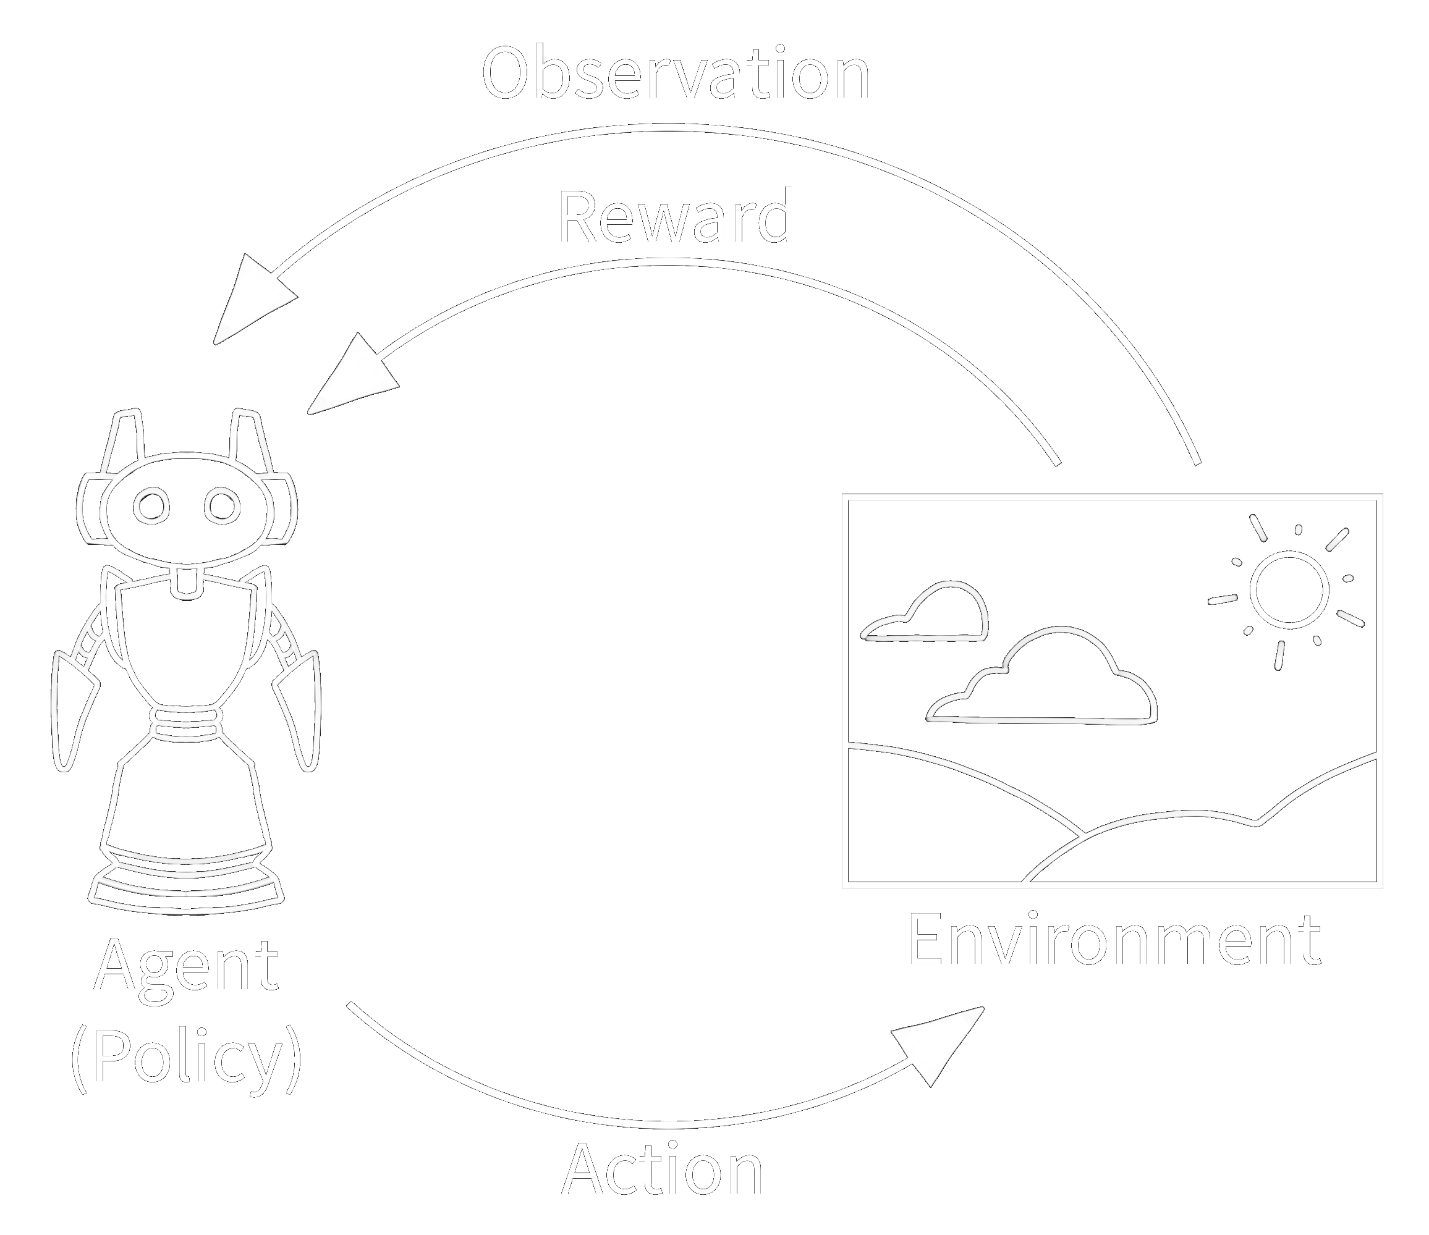 Observation
Reward
Environment
Agent
(Policy)
Action